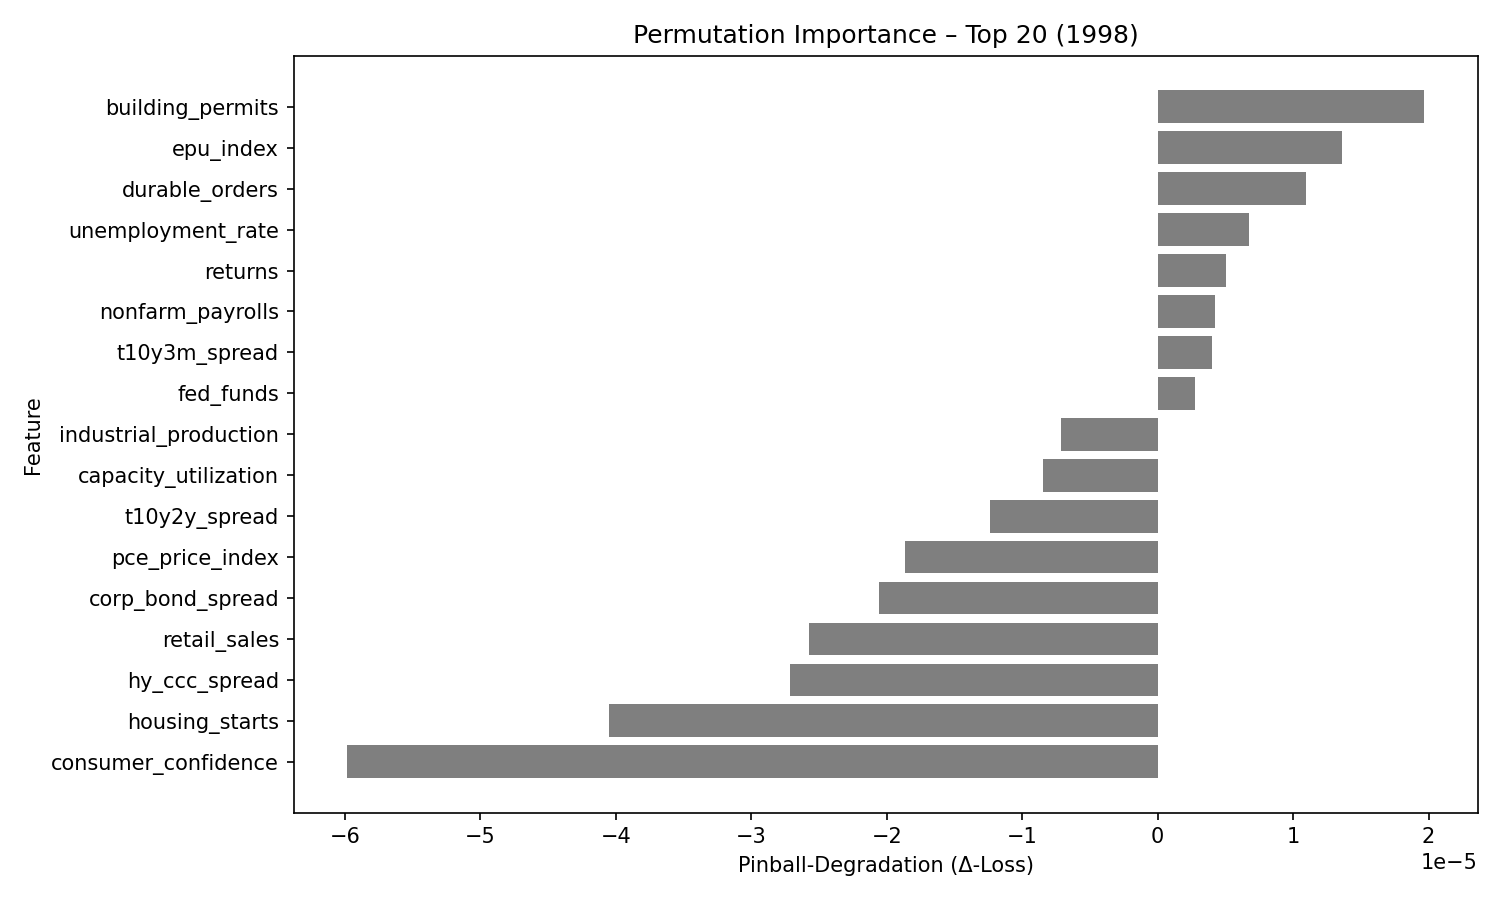 Permutation Importance – Top 20 (1998)
building_permits
epu_index
durable_orders
unemployment_rate
returns
nonfarm_payrolls
t10y3m_spread
fed_funds
industrial_production
capacity_utilization
t10y2y_spread
pce_price_index
corp_bond_spread
retail_sales
hy_ccc_spread
housing_starts
consumer_confidence
Feature
−6 −5 −4 −3 −2 −1 0 1 2
1e−5
Pinball-Degradation (Δ-Loss)